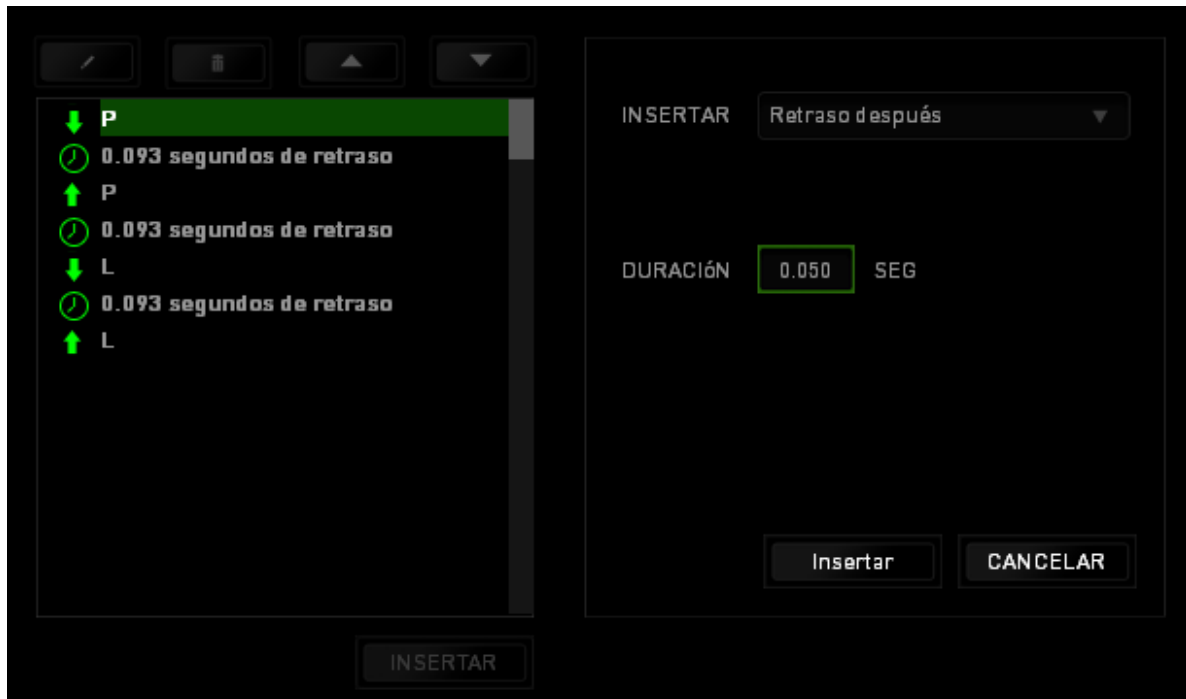 P
0.093 segundos de retraso
P
0.093 segundos de retraso
L
0.093 segundos de retraso
L
INSERTAR
INSERTAR Retraso después
DURACIóN 0.050 SEG
Insertar CANCELAR